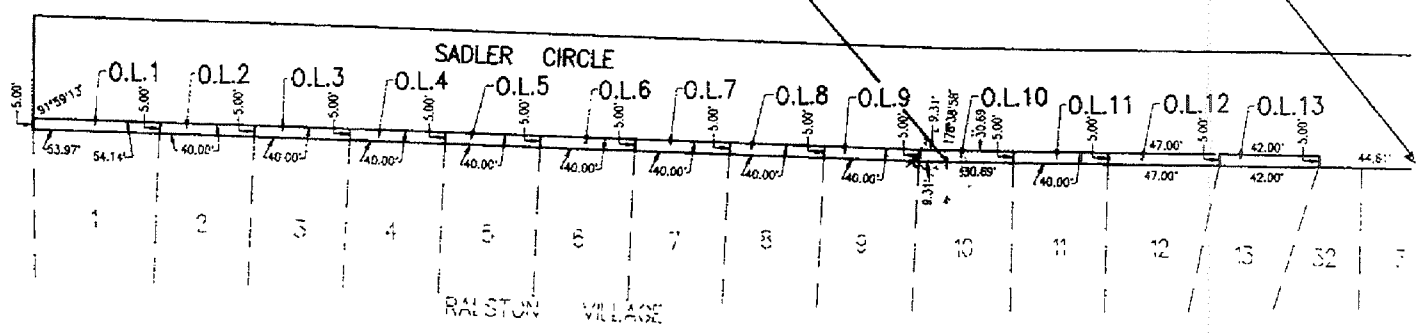 SADLER CIRCLE
O.L.1 O.L.2 O.L.3 O.L.4 O.L.5 O.L.6 O.L.7 O.L.8 O.L.9 O.L.10 O.L.11 O.L.12 O.L.13
5.00' 91°59'13" 5.00' 5.00' 5.00' 5.00' 5.00' 5.00' 5.00' 5.00' 5.00' 9.31' 178°08'58" 30.69' 5.00' 5.00' 47.00' 5.00' 42.00' 5.00'
53.97' 54.14' 40.00' 40.00' 40.00' 40.00' 40.00' 40.00' 40.00' 40.00' 9.31' 30.69' 40.00' 47.00' 42.00' 44.61'
1 2 3 4 5 6 7 8 9 10 11 12 13 32 3
RALSTON VILLAGE